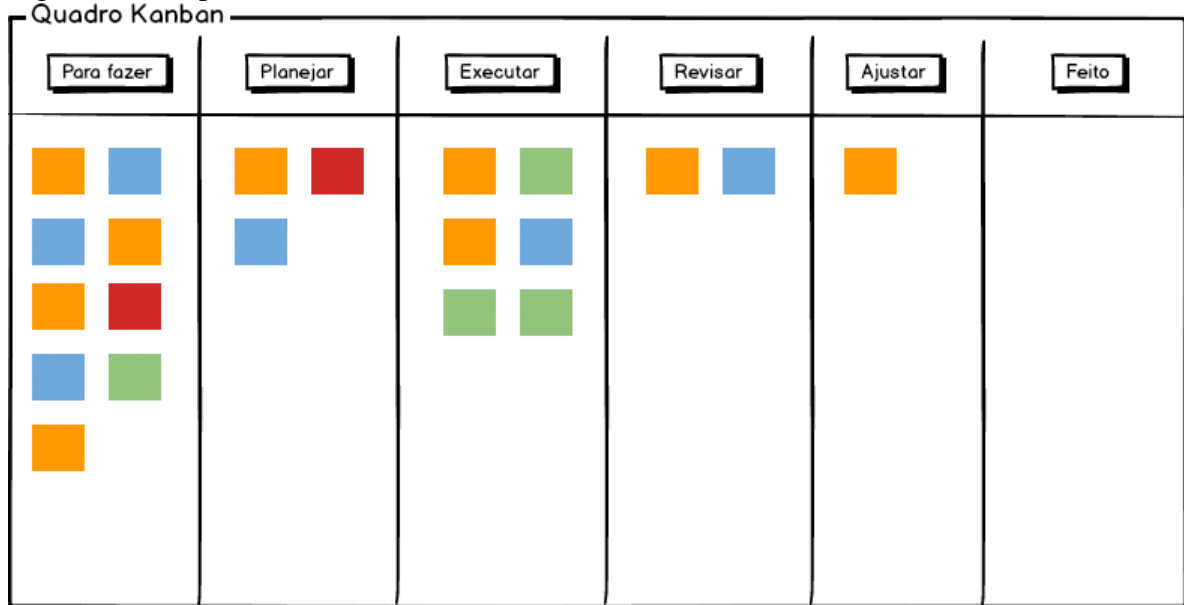 Quadro Kanban
Para fazer
Planejar
Executar
Revisar
Ajustar
Feito